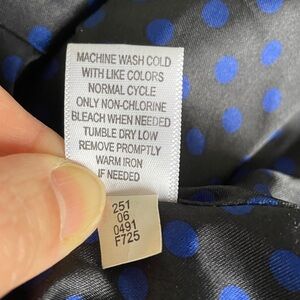 MACHINE WASH COLD
WITH LIKE COLORS
NORMAL CYCLE
ONLY NON-CHLORINE
BLEACH WHEN NEEDED
TUMBLE DRY LOW
REMOVE PROMPTLY
WARM IRON
IF NEEDED
251
06
0491
F725